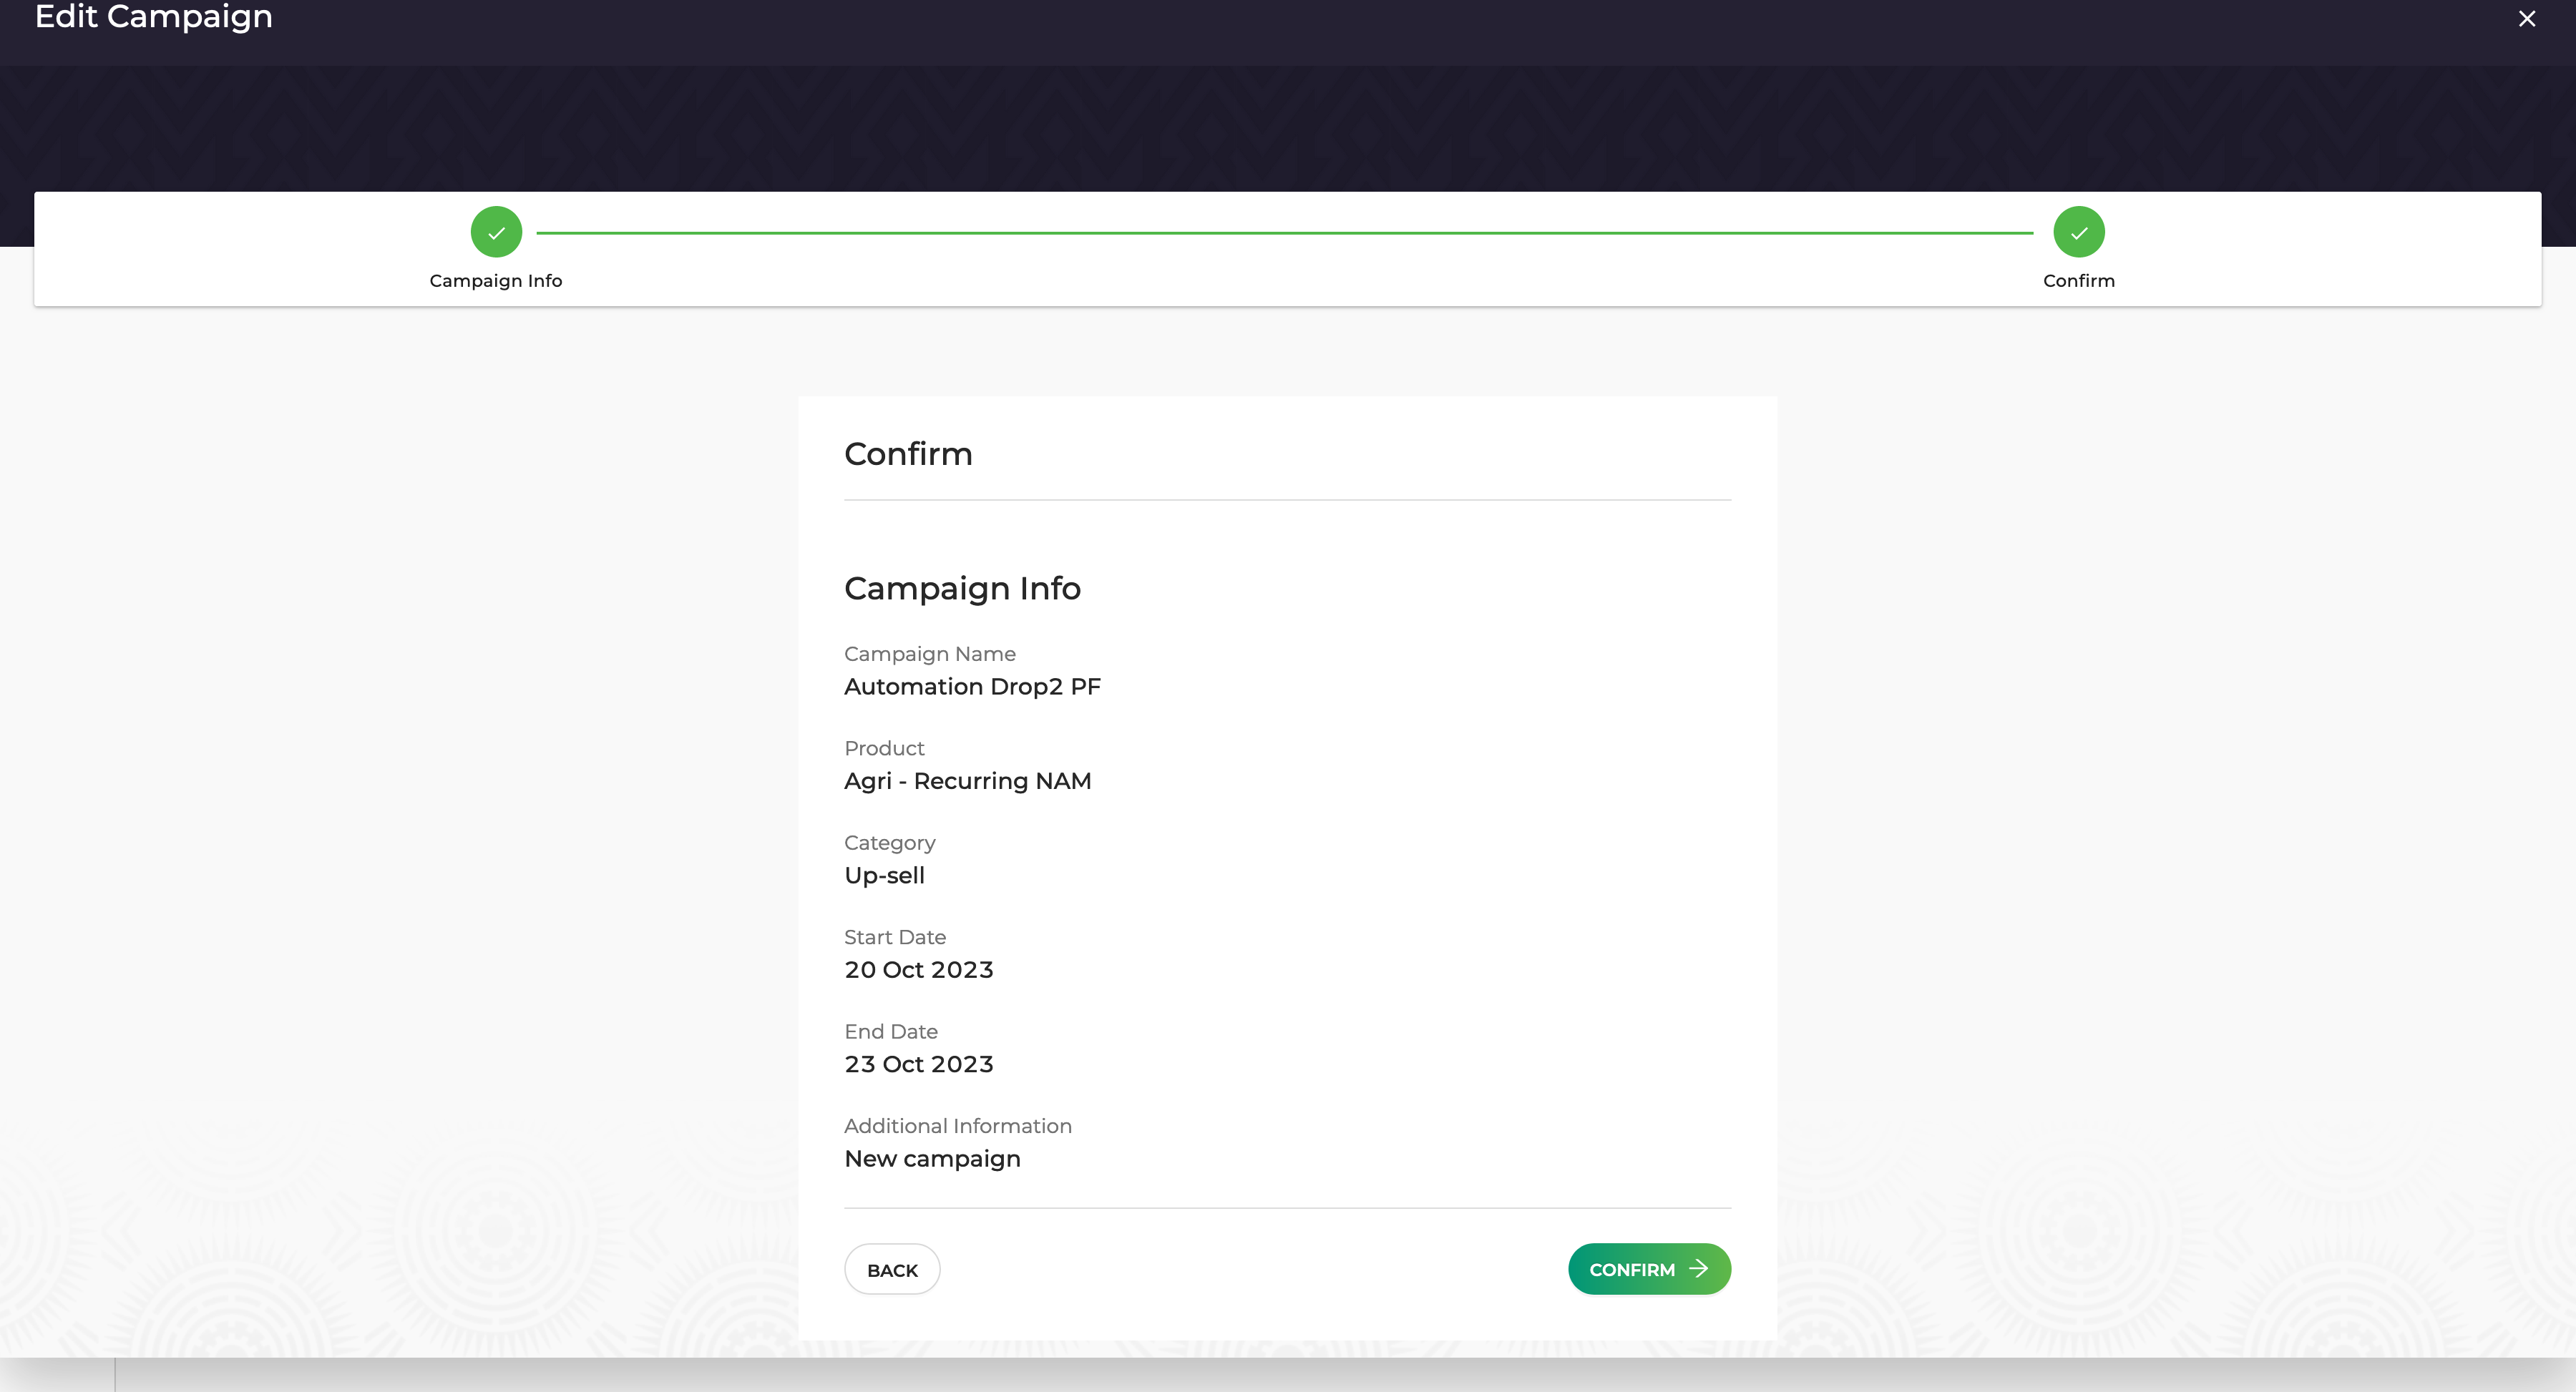 Edit Campaign
Campaign Info
Confirm
Confirm
Campaign Info
Campaign Name
Automation Drop2 PF
Product
Agri - Recurring NAM
Category
Up-sell
Start Date
20 Oct 2023
End Date
23 Oct 2023
Additional Information
New campaign
BACK
CONFIRM